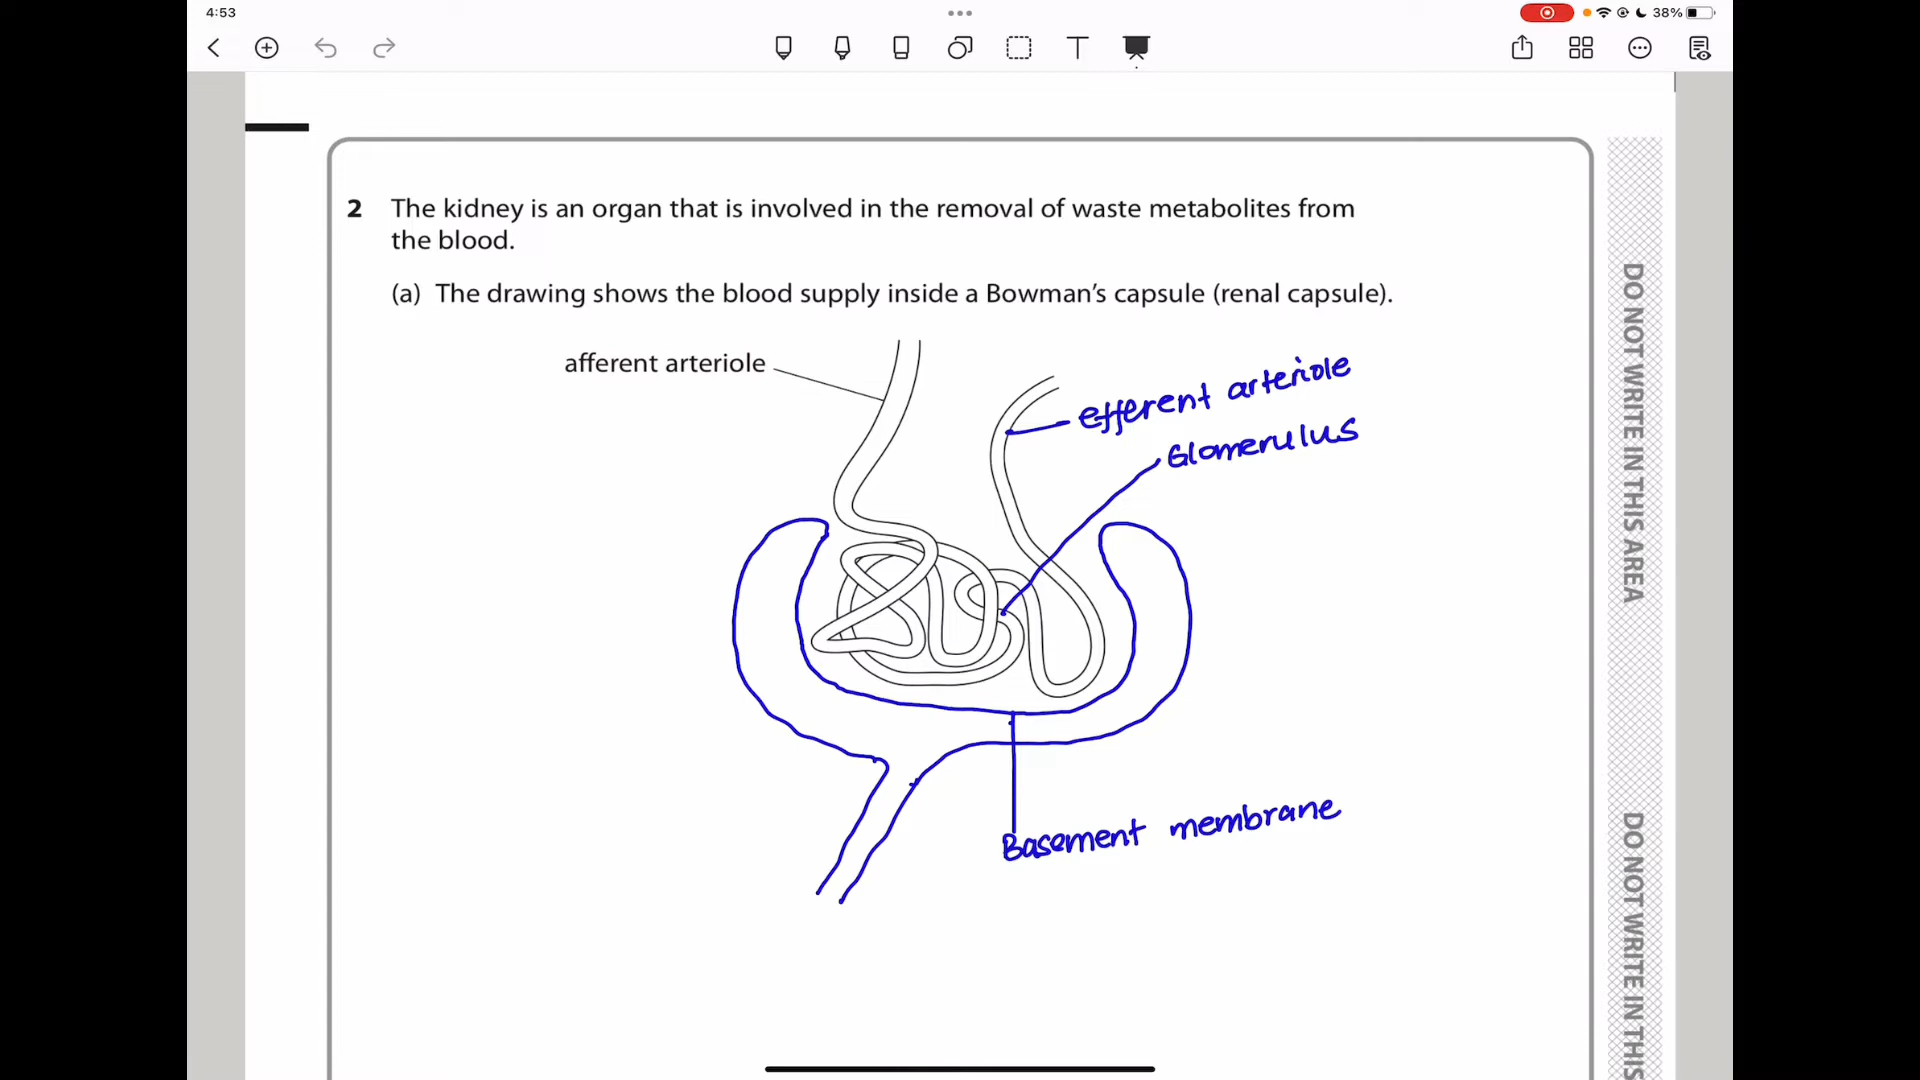 4:53
38%
2 The kidney is an organ that is involved in the removal of waste metabolites from
the blood.
(a) The drawing shows the blood supply inside a Bowman's capsule (renal capsule).
afferent arteriole
efferent arteriole
Glomerulus
Basement membrane
DO NOT WRITE IN THIS AREA
DO NOT WRITE IN THIS